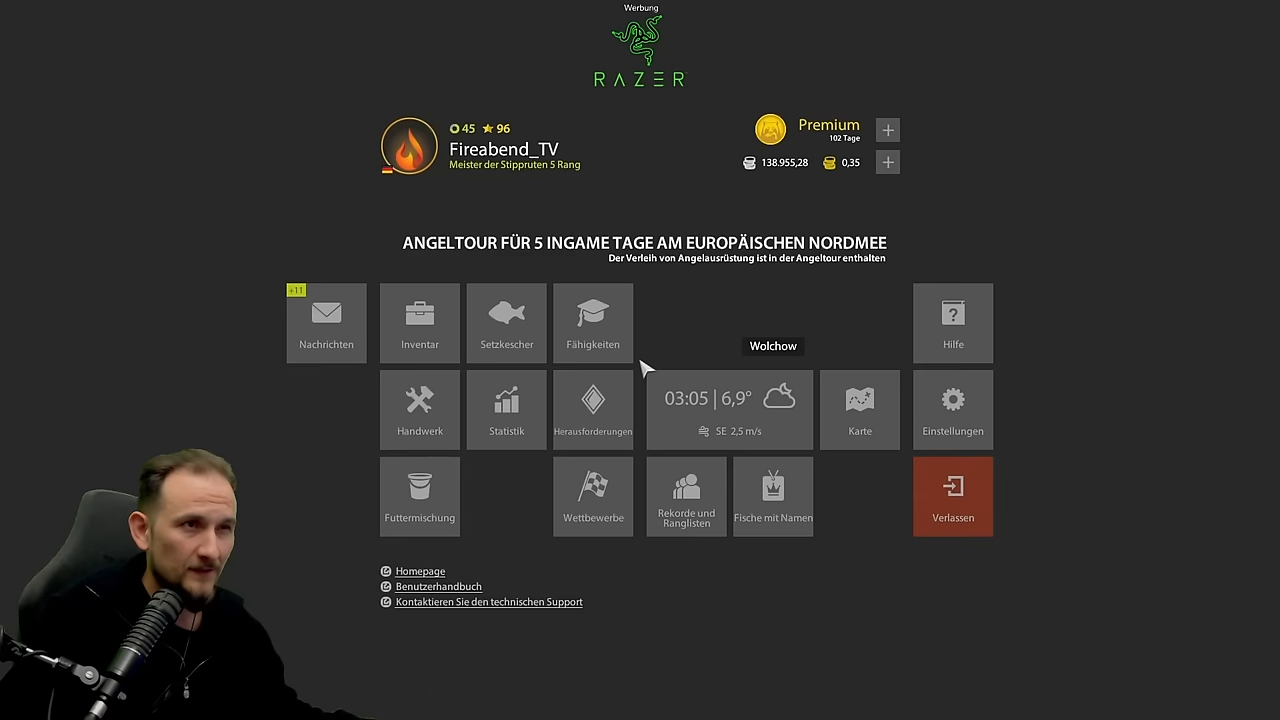 Werbung
RAZER
45 96
Fireabend_TV
Meister der Stippruten 5 Rang
Premium
102 Tage
138.955,28 0,35
ANGELTOUR FÜR 5 INGAME TAGE AM EUROPÄISCHEN NORDMEE
Der Verleih von Angelausrüstung ist in der Angeltour enthalten
+11
Nachrichten
Inventar
Setzkescher
Fähigkeiten
Wolchow
Hilfe
Handwerk
Statistik
Herausforderungen
03:05 | 6,9°
SE 2,5 m/s
Karte
Einstellungen
Futtermischung
Wettbewerbe
Rekorde und
Ranglisten
Fische mit Namen
Verlassen
Homepage
Benutzerhandbuch
Kontaktieren Sie den technischen Support